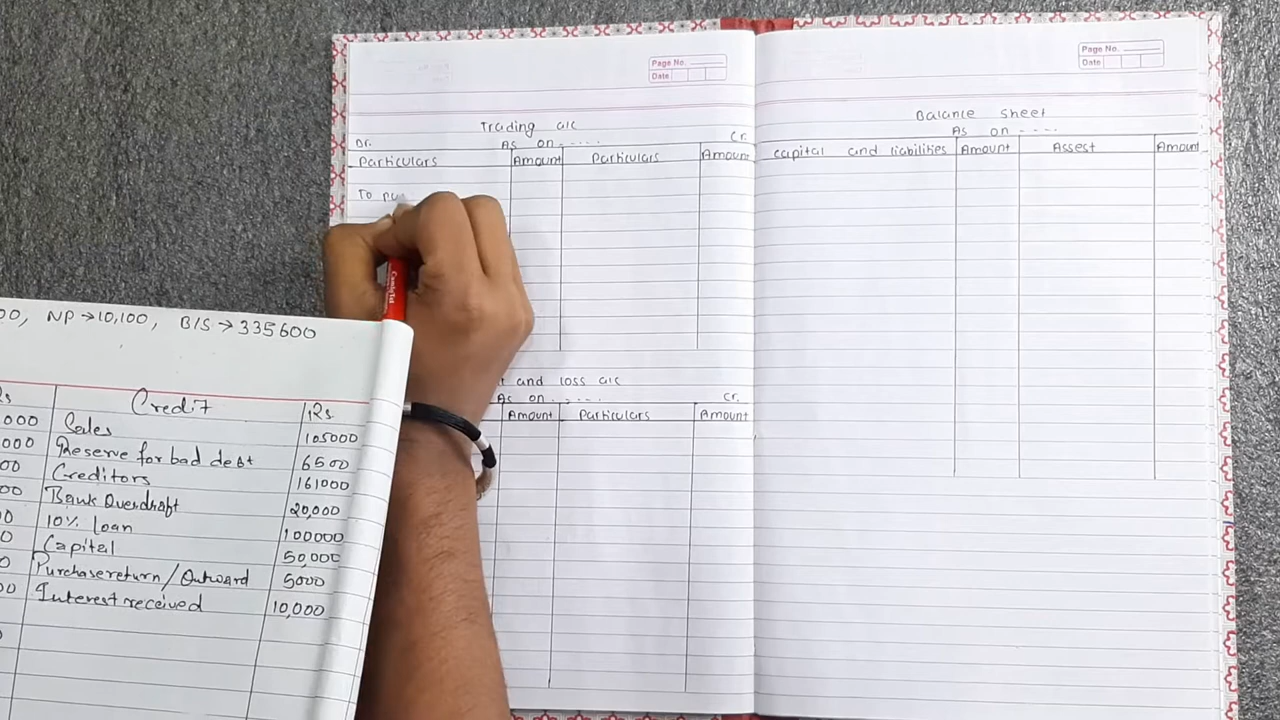 Page No.
Date
Trading a/c
As on.....
Dr.
Cr.
Particulars Amount Particulars Amount
To
and loss a/c
As on.....
Cr.
Amount Particulars Amount
Page No.
Date
Balance sheet
As on.....
capital and liabilities Amount Assest Amount
NP → 10,100, B/S → 335600
Credit Rs
Sales 105000
Reserve for bad debt 6500
Creditors 161000
Bank Overdraft 20,000
10% loan 100000
Capital 50,000
Purchase return / Outward 5000
Interest received 10,000